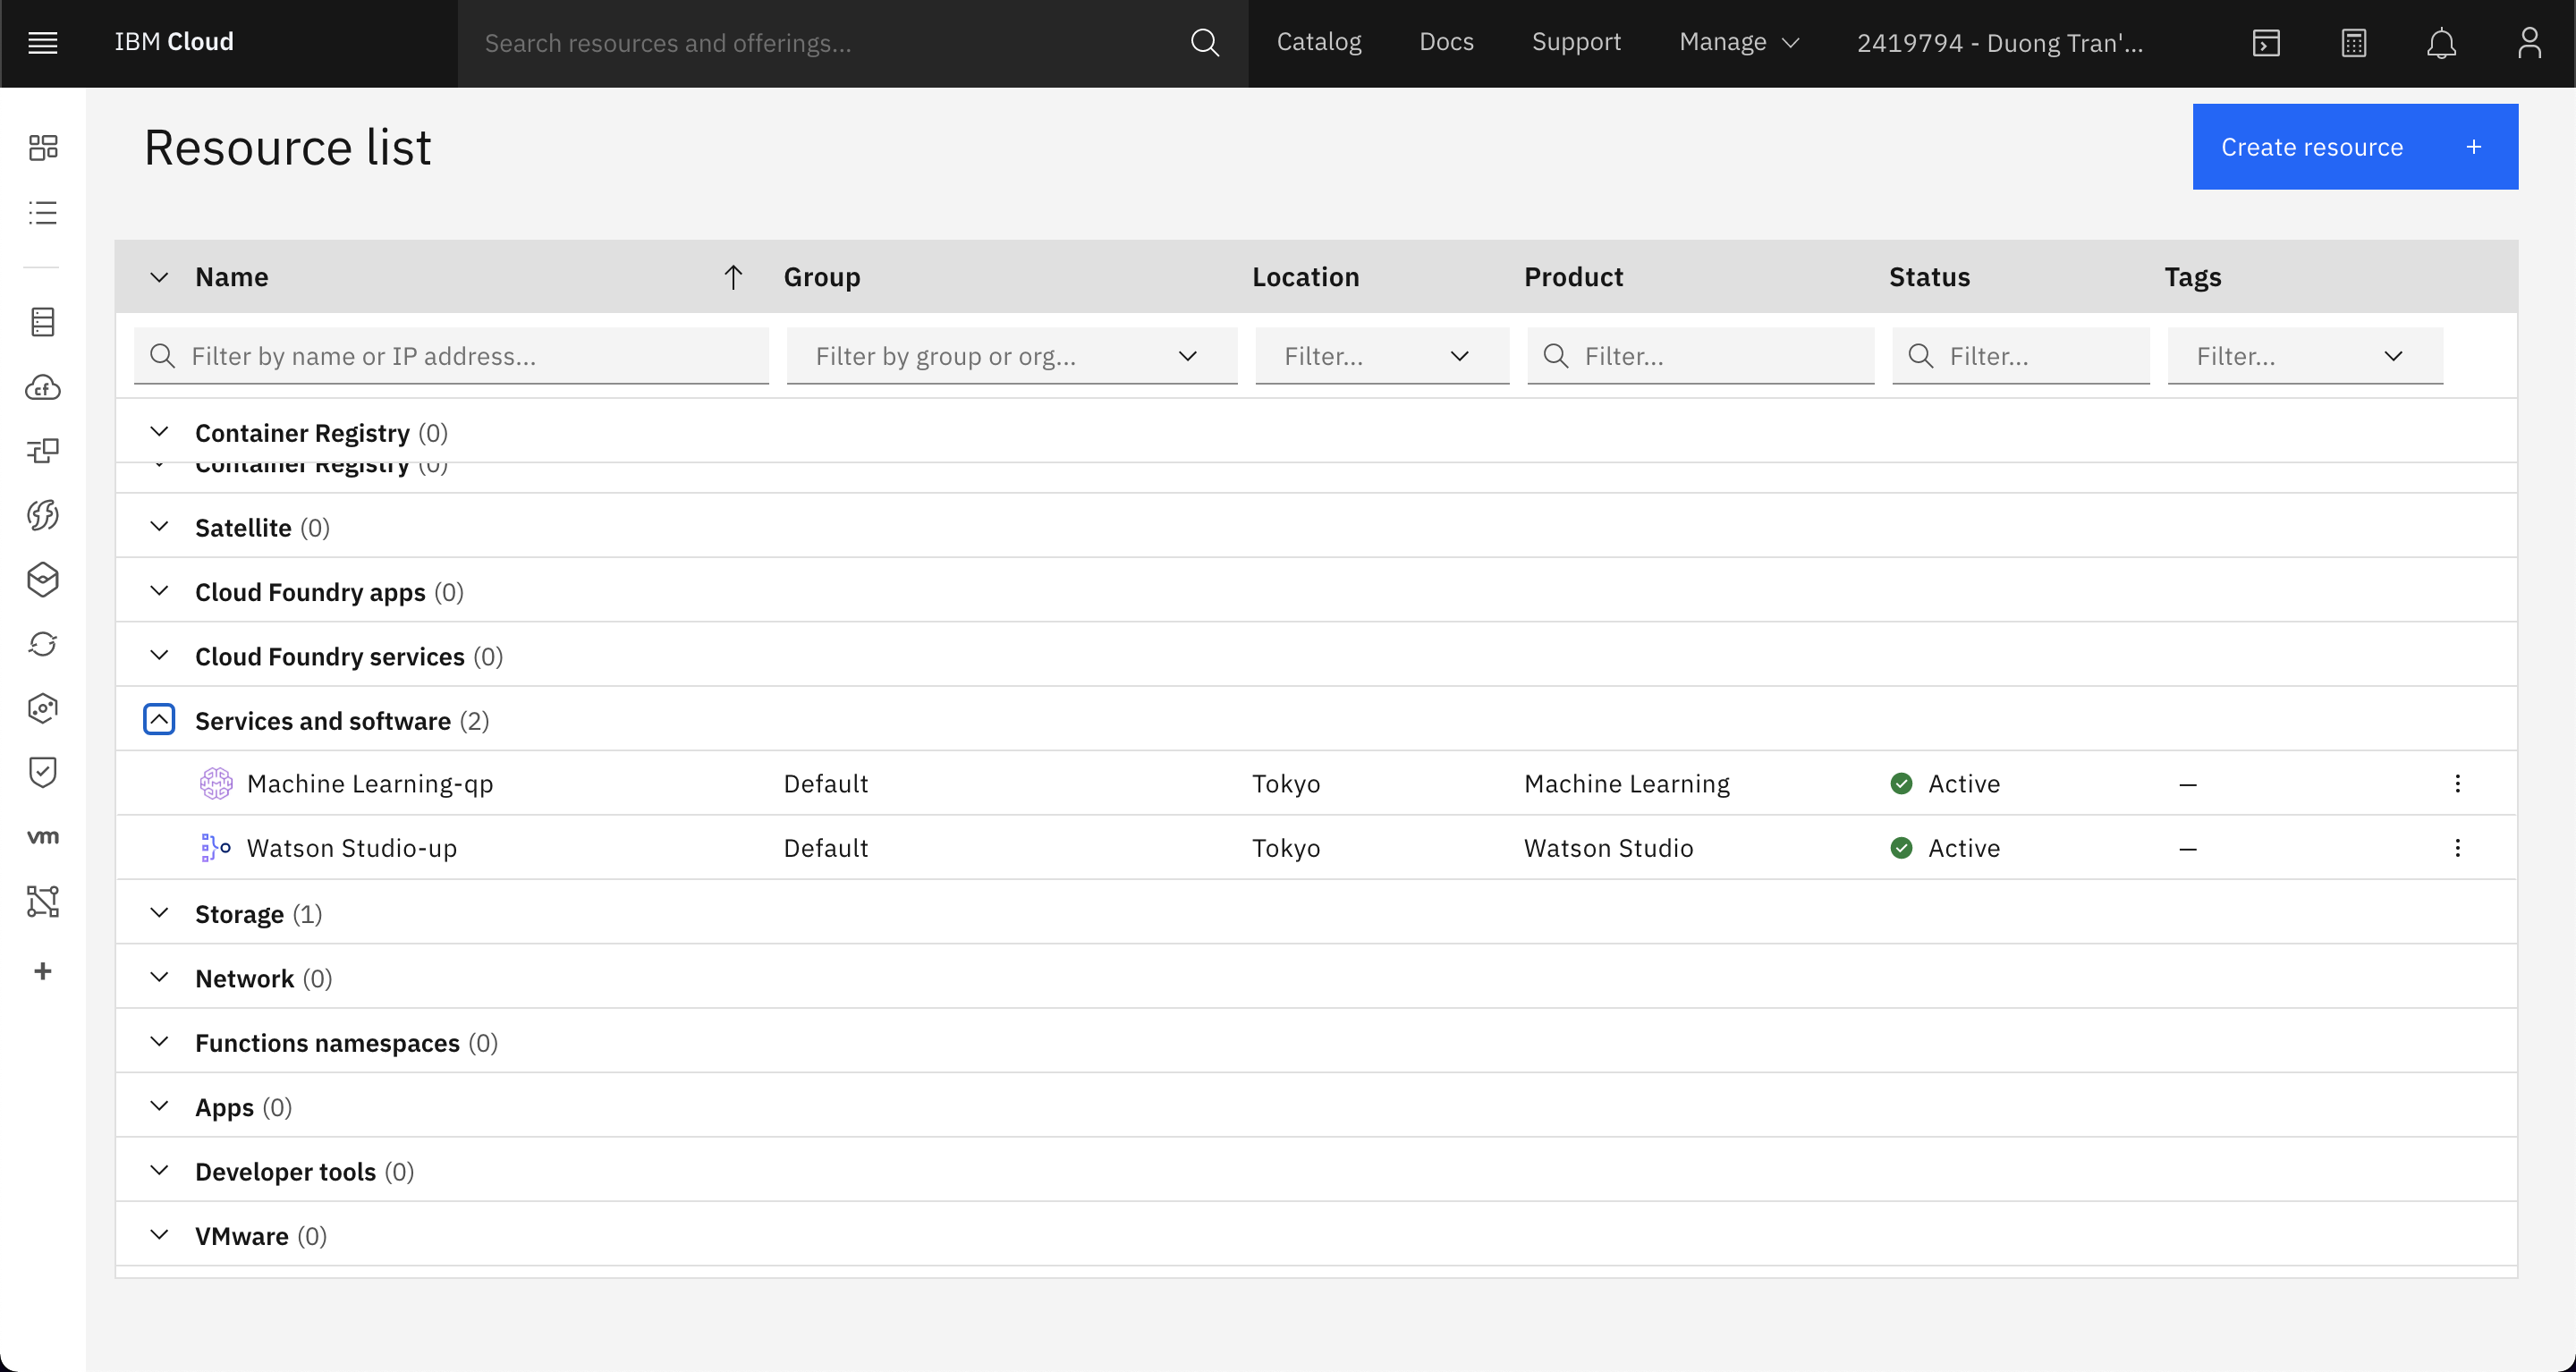 IBM Cloud
Search resources and offerings...
Catalog
Docs
Support
Manage
2419794 - Duong Tran'...
Resource list
Create resource +
Name
Group
Location
Product
Status
Tags
Filter by name or IP address...
Filter by group or org...
Filter...
Filter...
Filter...
Filter...
Container Registry (0)
Container Registry (0)
Satellite (0)
Cloud Foundry apps (0)
Cloud Foundry services (0)
Services and software (2)
Machine Learning-qp Default Tokyo Machine Learning Active —
Watson Studio-up Default Tokyo Watson Studio Active —
Storage (1)
Network (0)
Functions namespaces (0)
Apps (0)
Developer tools (0)
VMware (0)
cf
vm